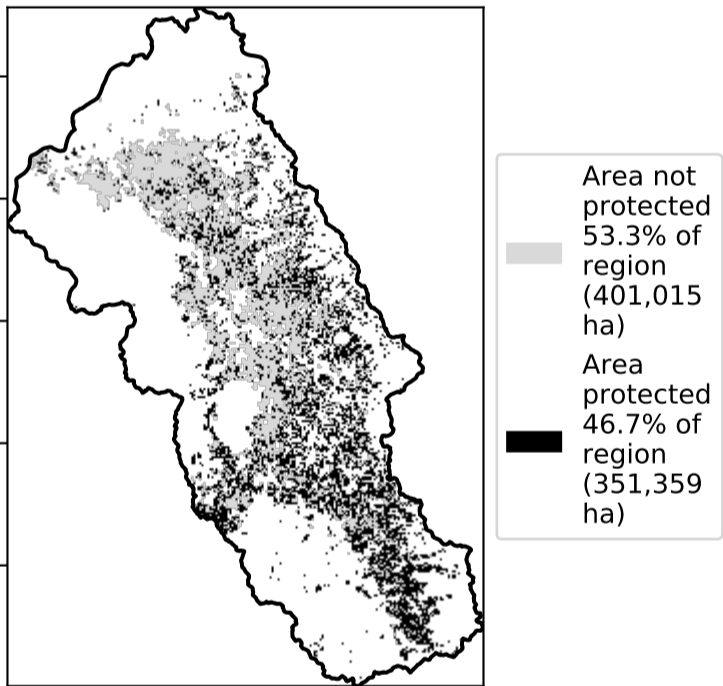 Area not
protected
53.3% of
region
(401,015
ha)
Area
protected
46.7% of
region
(351,359
ha)